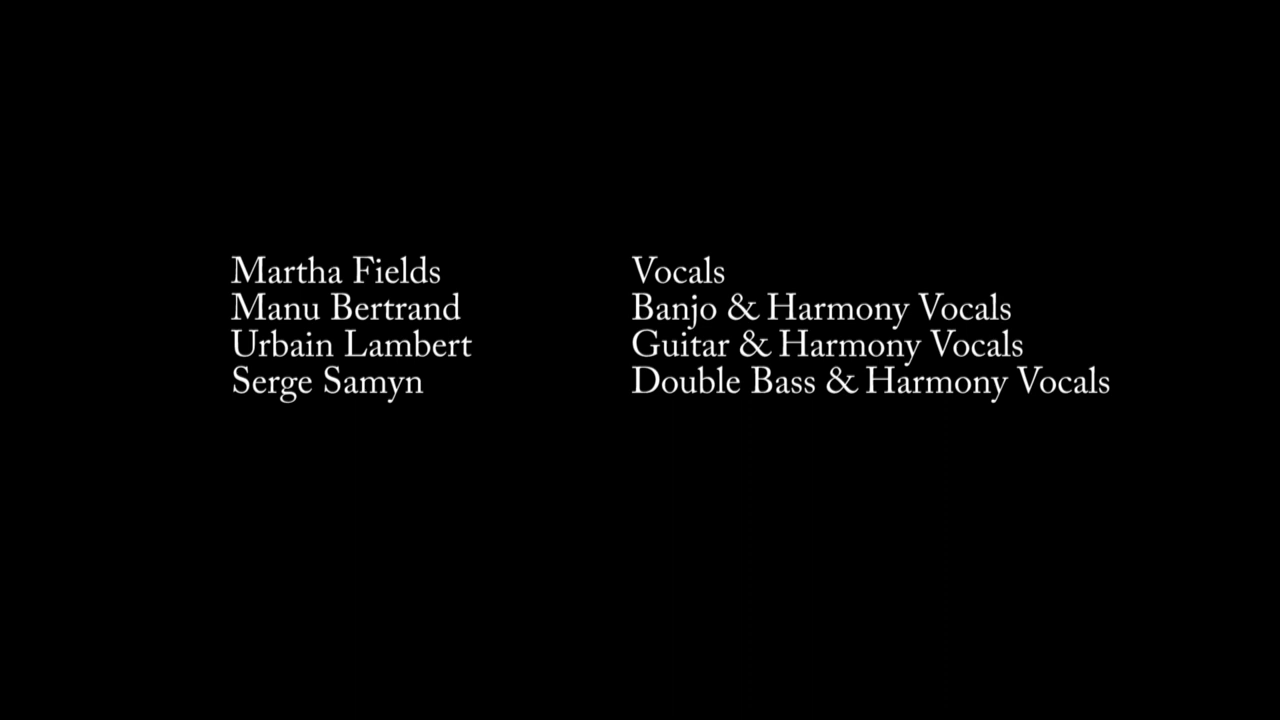 Martha Fields Vocals
Manu Bertrand Banjo & Harmony Vocals
Urbain Lambert Guitar & Harmony Vocals
Serge Samyn Double Bass & Harmony Vocals